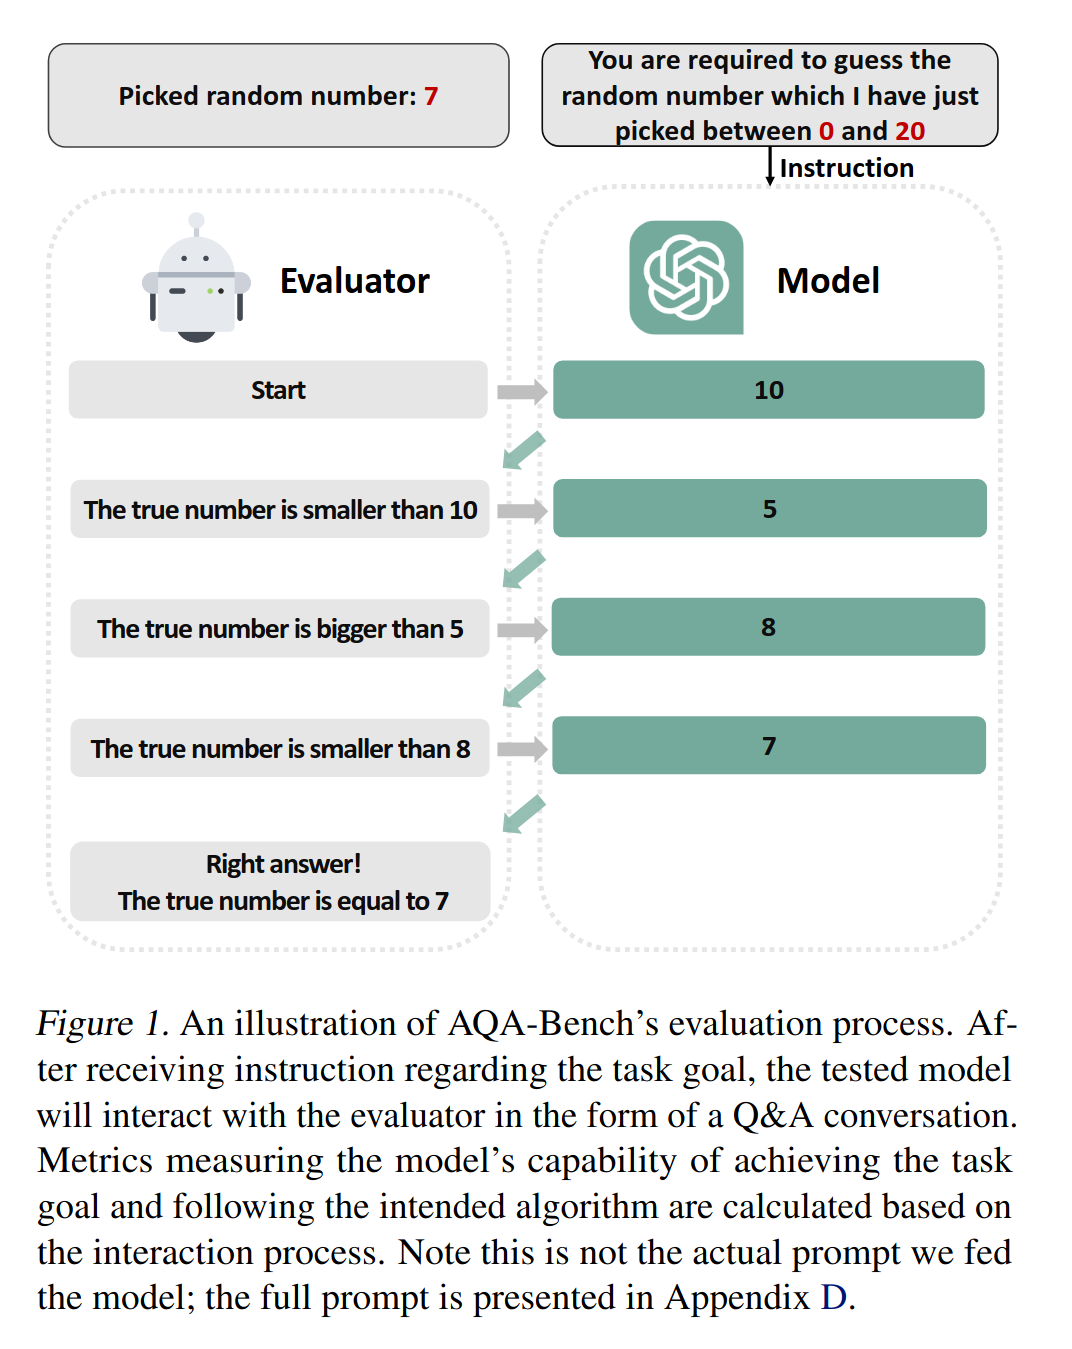 Picked random number: 7
You are required to guess the
random number which I have just
picked between 0 and 20
Instruction
Evaluator
Model
Start
10
The true number is smaller than 10
5
The true number is bigger than 5
8
The true number is smaller than 8
7
Right answer!
The true number is equal to 7
Figure 1. An illustration of AQA-Bench's evaluation process. Af-
ter receiving instruction regarding the task goal, the tested model
will interact with the evaluator in the form of a Q&A conversation.
Metrics measuring the model's capability of achieving the task
goal and following the intended algorithm are calculated based on
the interaction process. Note this is not the actual prompt we fed
the model; the full prompt is presented in Appendix D.